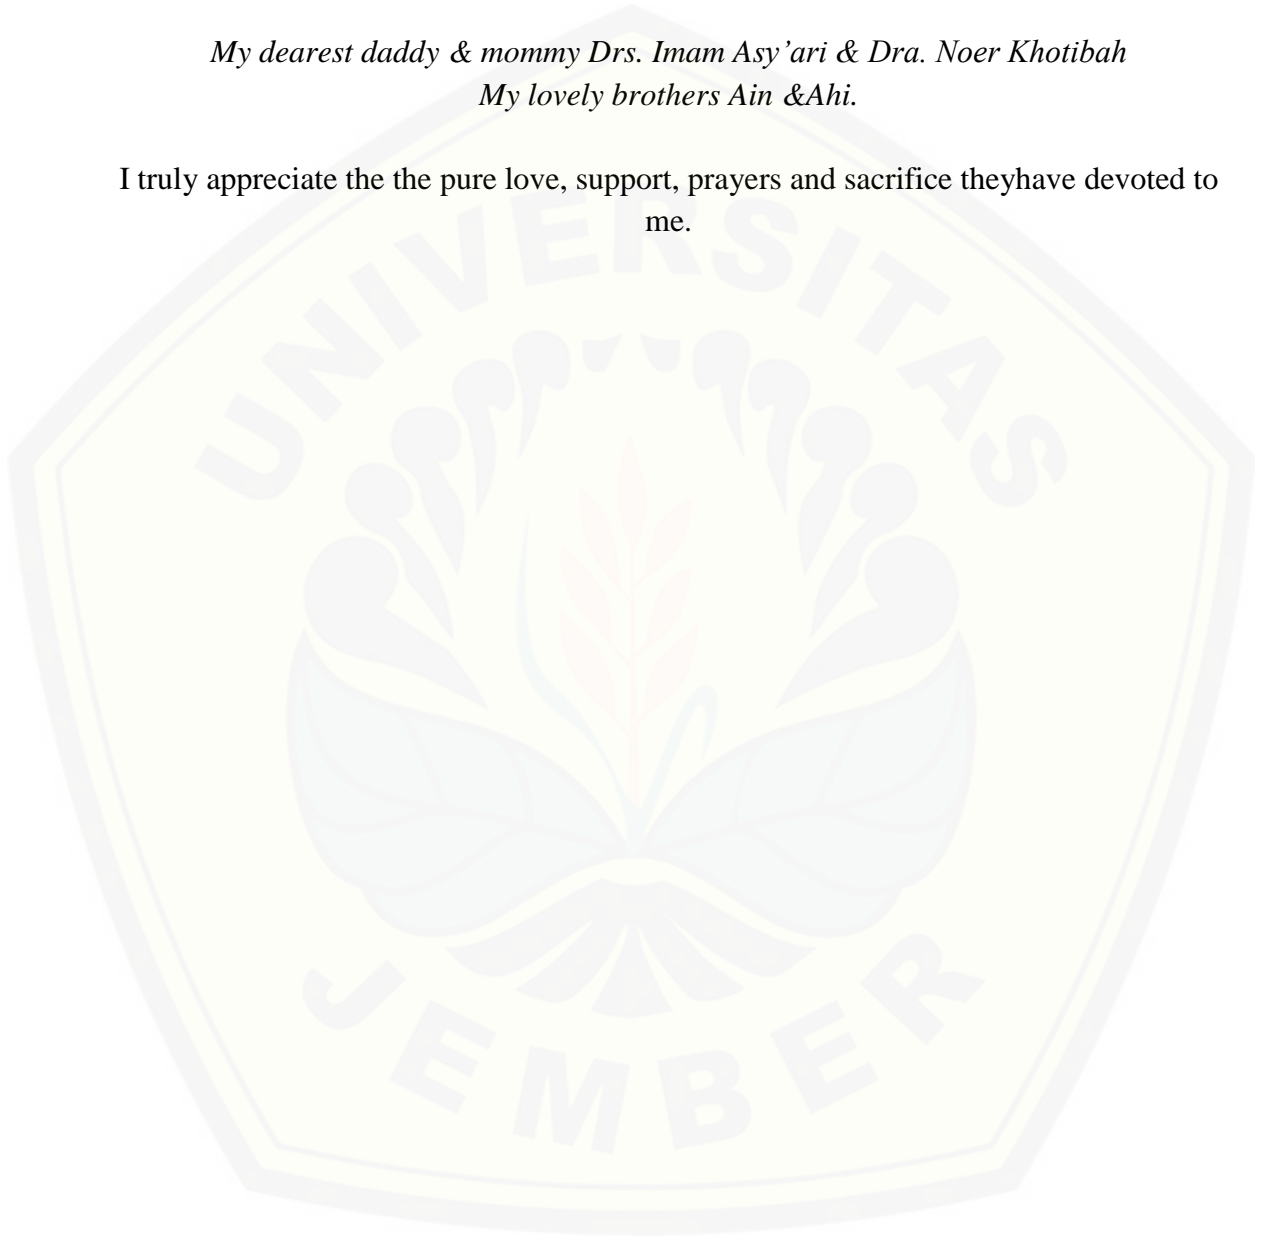 My dearest daddy & mommy Drs. Imam Asy’ari & Dra. Noer Khotibah
My lovely brothers Ain &Ahi.
I truly appreciate the the pure love, support, prayers and sacrifice theyhave devoted to
me.
UNIVERSITAS
JEMBER